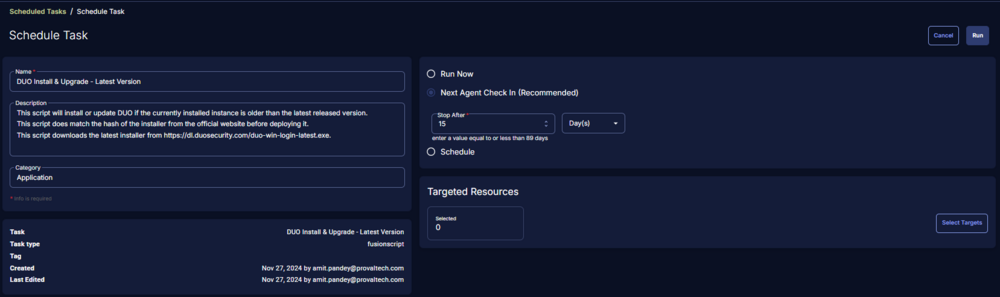 Scheduled Tasks / Schedule Task
Schedule Task
Cancel
Run
Name *
DUO Install & Upgrade - Latest Version
Description
This script will install or update DUO if the currently installed instance is older than the latest released version.
This script does match the hash of the installer from the official website before deploying it.
This script downloads the latest installer from https://dl.duosecurity.com/duo-win-login-latest.exe.
Category
Application
* Info is required
Task DUO Install & Upgrade - Latest Version
Task type fusionscript
Tag
Created Nov 27, 2024 by amit.pandey@provaltech.com
Last Edited Nov 27, 2024 by amit.pandey@provaltech.com
Run Now
Next Agent Check In (Recommended)
Stop After *
15
Day(s)
enter a value equal to or less than 89 days
Schedule
Targeted Resources
Selected
0
Select Targets